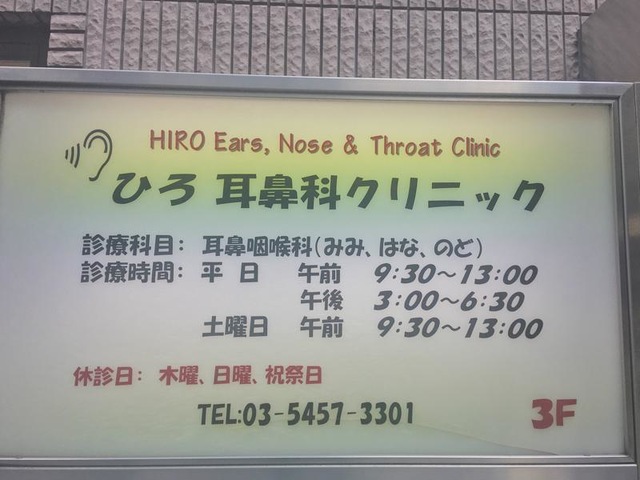 HIRO Ears, Nose & Throat Clinic
ひろ 耳鼻科クリニック
診療科目: 耳鼻咽喉科(みみ、はな、のど)
診療時間: 平 日 午前 9:30～13:00
午後 3:00～6:30
土曜日 午前 9:30～13:00
休診日: 木曜、日曜、祝祭日
TEL:03-5457-3301
3F